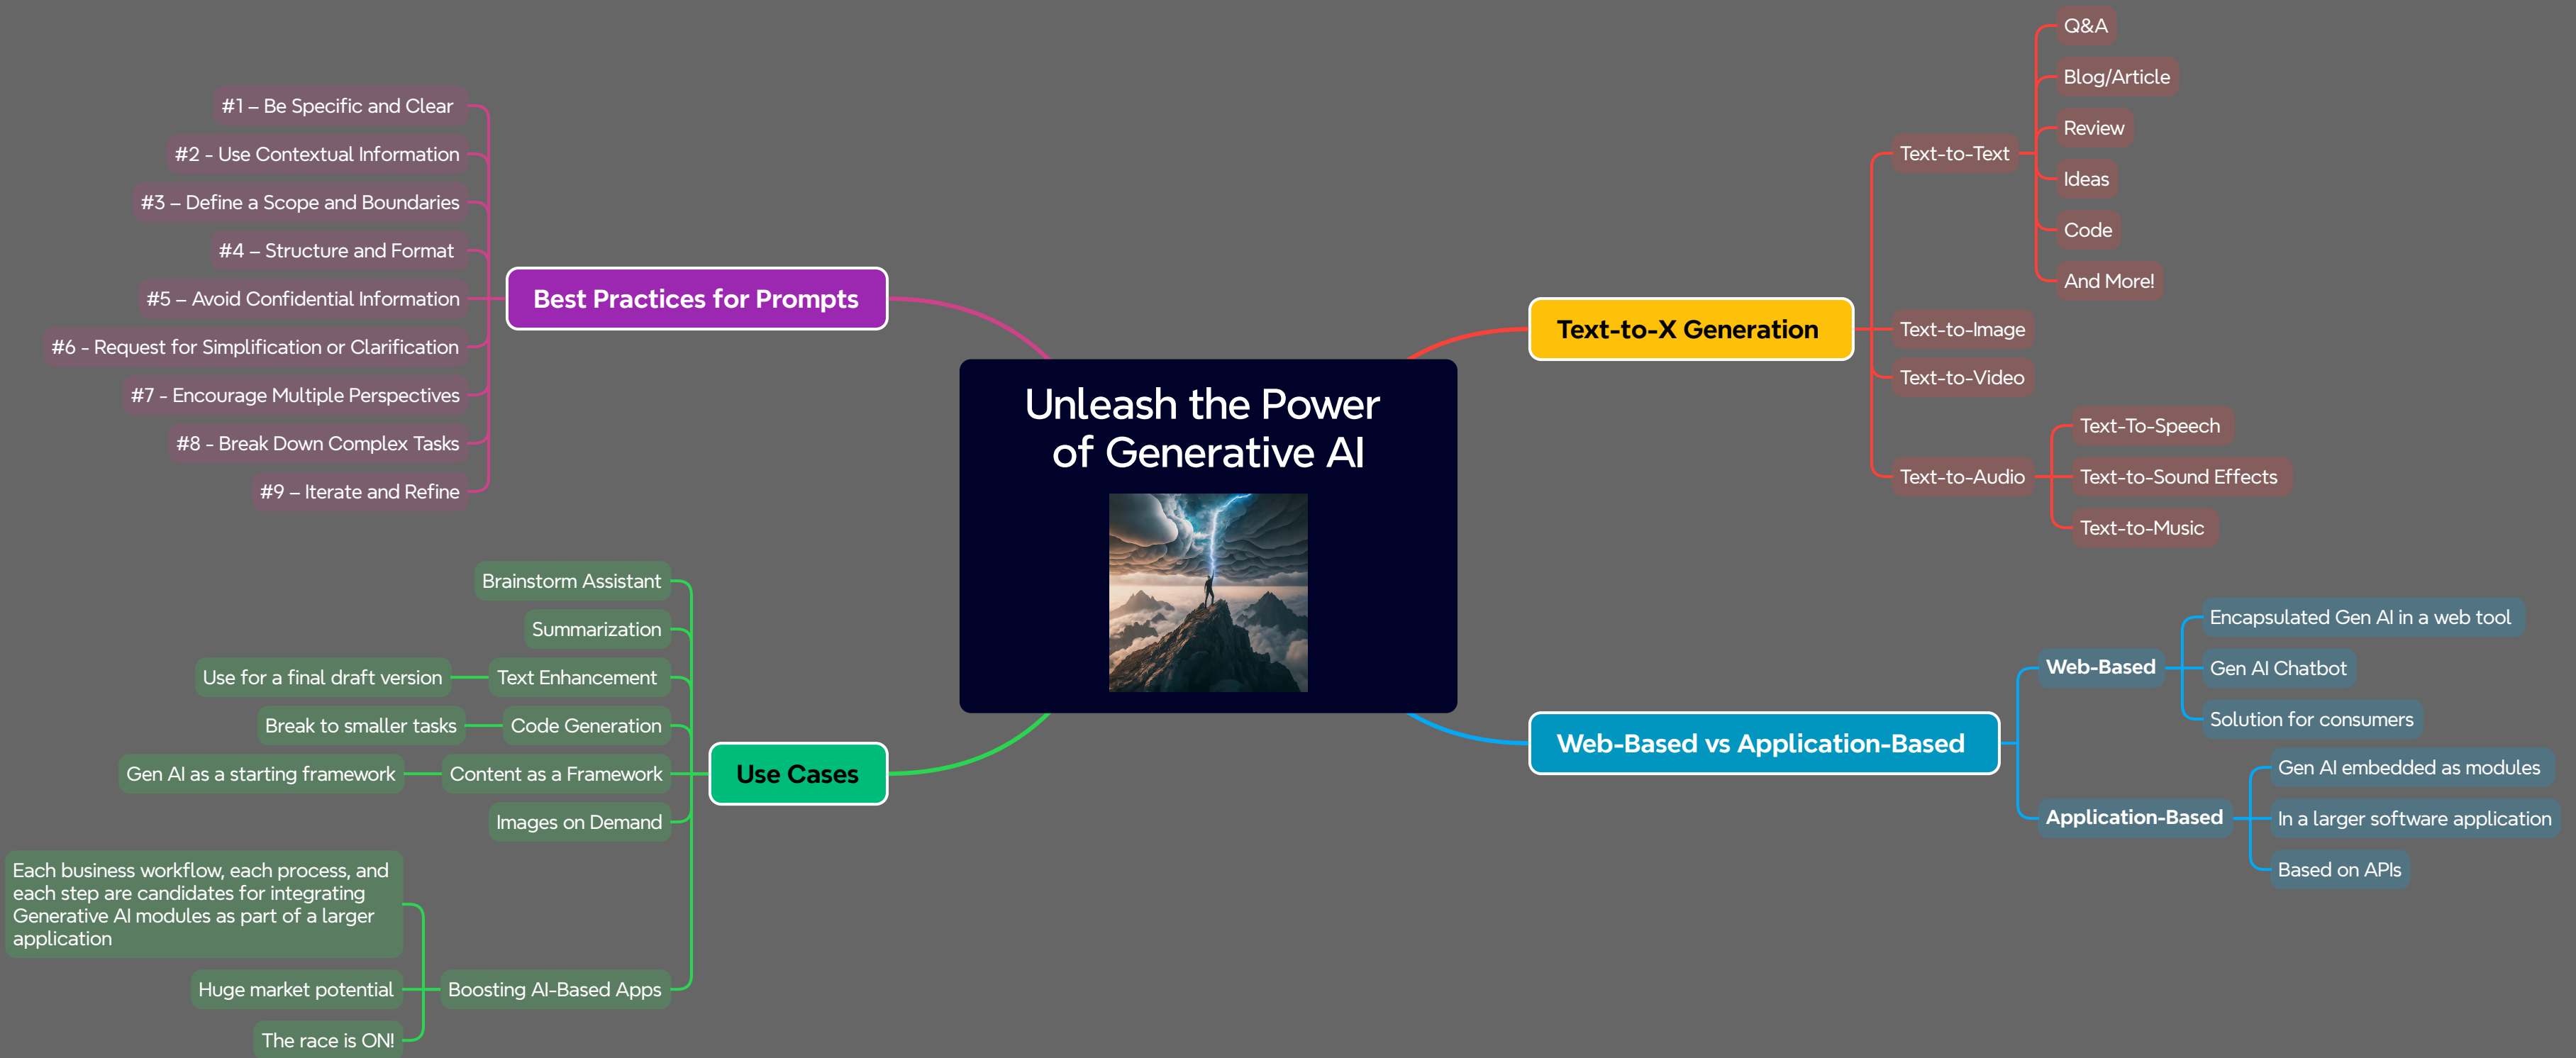 Unleash the Power
of Generative AI
Best Practices for Prompts
#1 – Be Specific and Clear
#2 - Use Contextual Information
#3 – Define a Scope and Boundaries
#4 – Structure and Format
#5 – Avoid Confidential Information
#6 - Request for Simplification or Clarification
#7 - Encourage Multiple Perspectives
#8 - Break Down Complex Tasks
#9 – Iterate and Refine
Use Cases
Brainstorm Assistant
Summarization
Text Enhancement
Use for a final draft version
Code Generation
Break to smaller tasks
Content as a Framework
Gen AI as a starting framework
Images on Demand
Boosting AI-Based Apps
Each business workflow, each process, and
each step are candidates for integrating
Generative AI modules as part of a larger
application
Huge market potential
The race is ON!
Text-to-X Generation
Text-to-Text
Q&A
Blog/Article
Review
Ideas
Code
And More!
Text-to-Image
Text-to-Video
Text-to-Audio
Text-To-Speech
Text-to-Sound Effects
Text-to-Music
Web-Based vs Application-Based
Web-Based
Encapsulated Gen AI in a web tool
Gen AI Chatbot
Solution for consumers
Application-Based
Gen AI embedded as modules
In a larger software application
Based on APIs